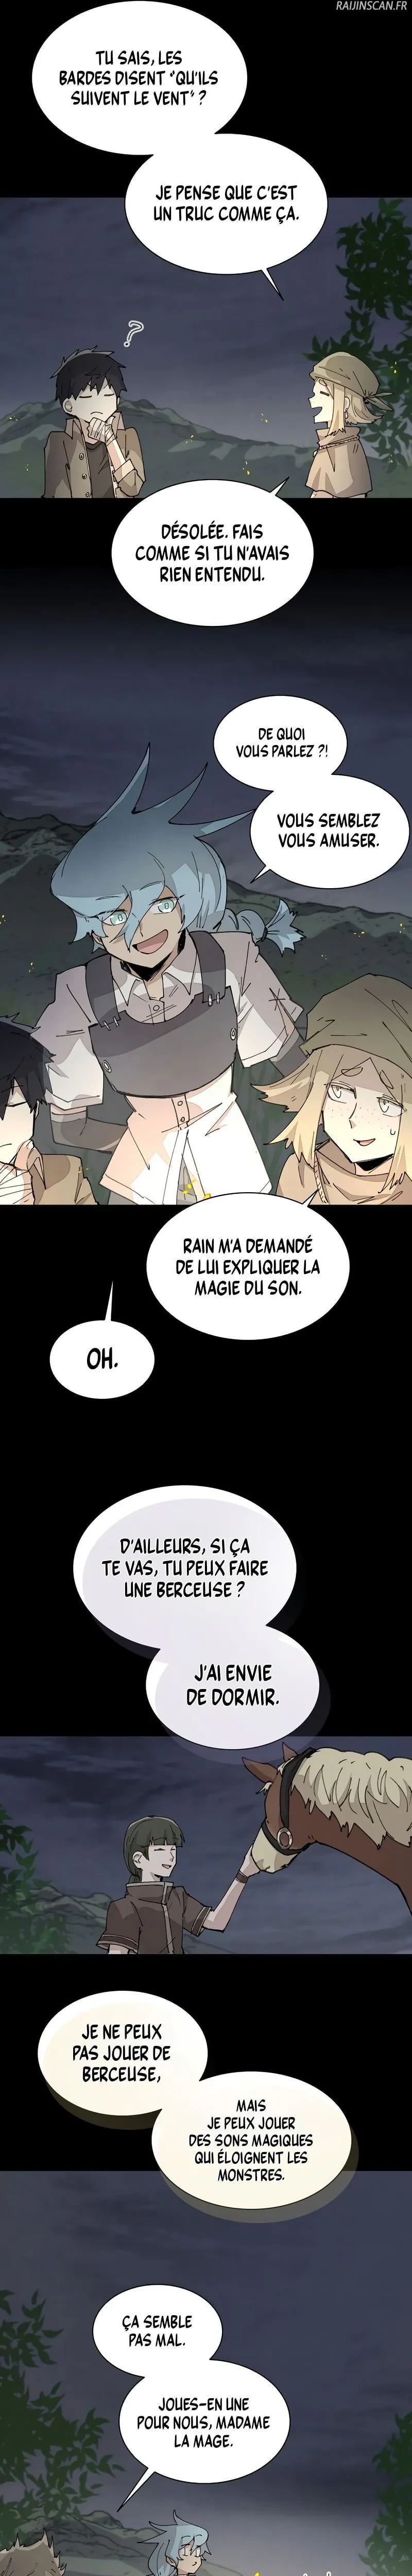 RAIJINSCAN.FR
TU SAIS, LES
BARDES DISENT "QU'ILS
SUIVENT LE VENT" ?
JE PENSE QUE C'EST
UN TRUC COMME ÇA.
?
DÉSOLÉE. FAIS
COMME SI TU N'AVAIS
RIEN ENTENDU.
DE QUOI
VOUS PARLEZ ?!
VOUS SEMBLEZ
VOUS AMUSER.
RAIN M'A DEMANDÉ
DE LUI EXPLIQUER LA
MAGIE DU SON.
OH.
D'AILLEURS, SI ÇA
TE VAS, TU PEUX FAIRE
UNE BERCEUSE ?
J'AI ENVIE
DE DORMIR.
JE NE PEUX
PAS JOUER DE
BERCEUSE,
MAIS
JE PEUX JOUER
DES SONS MAGIQUES
QUI ÉLOIGNENT LES
MONSTRES.
ÇA SEMBLE
PAS MAL.
JOUES-EN UNE
POUR NOUS, MADAME
LA MAGE.